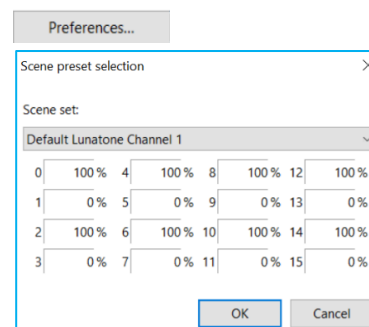 Preferences...
Scene preset selection
Scene set:
Default Lunatone Channel 1
0 100 % 4 100 % 8 100 % 12 100 %
1 0 % 5 0 % 9 0 % 13 0 %
2 100 % 6 100 % 10 100 % 14 100 %
3 0 % 7 0 % 11 0 % 15 0 %
OK Cancel